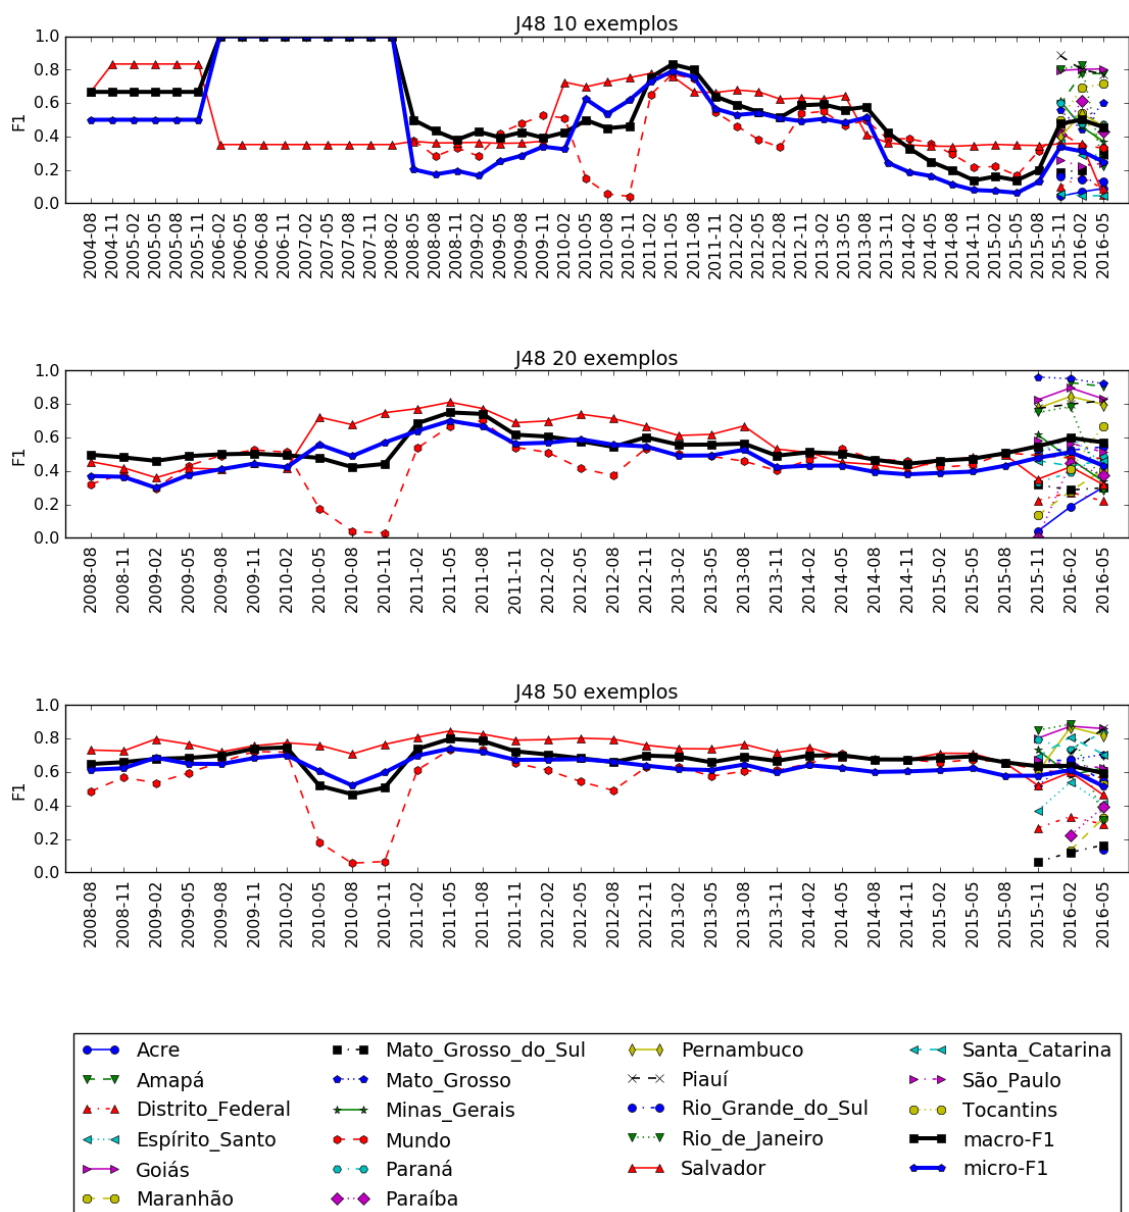 J48 10 exemplos
1.0
0.8
0.6
0.4
0.2
0.0
F1
2004-08 2004-11 2005-02 2005-05 2005-08 2005-11 2006-02 2006-05 2006-08 2006-11 2007-02 2007-05 2007-08 2007-11 2008-02 2008-05 2008-08 2008-11 2009-02 2009-05 2009-08 2009-11 2010-02 2010-05 2010-08 2010-11 2011-02 2011-05 2011-08 2011-11 2012-02 2012-05 2012-08 2012-11 2013-02 2013-05 2013-08 2013-11 2014-02 2014-05 2014-08 2014-11 2015-02 2015-05 2015-08 2015-11 2016-02 2016-05
J48 20 exemplos
1.0
0.8
0.6
0.4
0.2
0.0
F1
2008-08 2008-11 2009-02 2009-05 2009-08 2009-11 2010-02 2010-05 2010-08 2010-11 2011-02 2011-05 2011-08 2011-11 2012-02 2012-05 2012-08 2012-11 2013-02 2013-05 2013-08 2013-11 2014-02 2014-05 2014-08 2014-11 2015-02 2015-05 2015-08 2015-11 2016-02 2016-05
J48 50 exemplos
1.0
0.8
0.6
0.4
0.2
0.0
F1
2008-08 2008-11 2009-02 2009-05 2009-08 2009-11 2010-02 2010-05 2010-08 2010-11 2011-02 2011-05 2011-08 2011-11 2012-02 2012-05 2012-08 2012-11 2013-02 2013-05 2013-08 2013-11 2014-02 2014-05 2014-08 2014-11 2015-02 2015-05 2015-08 2015-11 2016-02 2016-05
Acre
Amapá
Distrito_Federal
Espírito_Santo
Goiás
Maranhão
Mato_Grosso_do_Sul
Mato_Grosso
Minas_Gerais
Mundo
Paraná
Paraíba
Pernambuco
Piauí
Rio_Grande_do_Sul
Rio_de_Janeiro
Salvador
Santa_Catarina
São_Paulo
Tocantins
macro-F1
micro-F1